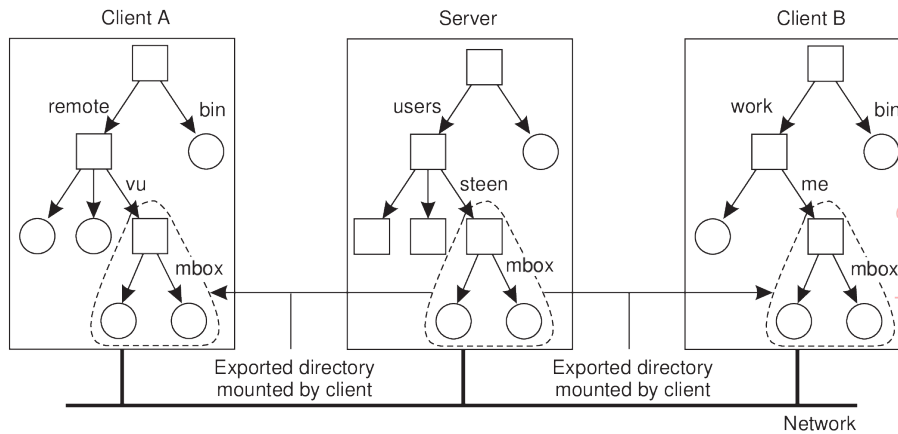 Client A
Server
Client B
remote
bin
users
work
bin
vu
steen
me
mbox
mbox
mbox
Exported directory
mounted by client
Exported directory
mounted by client
Network